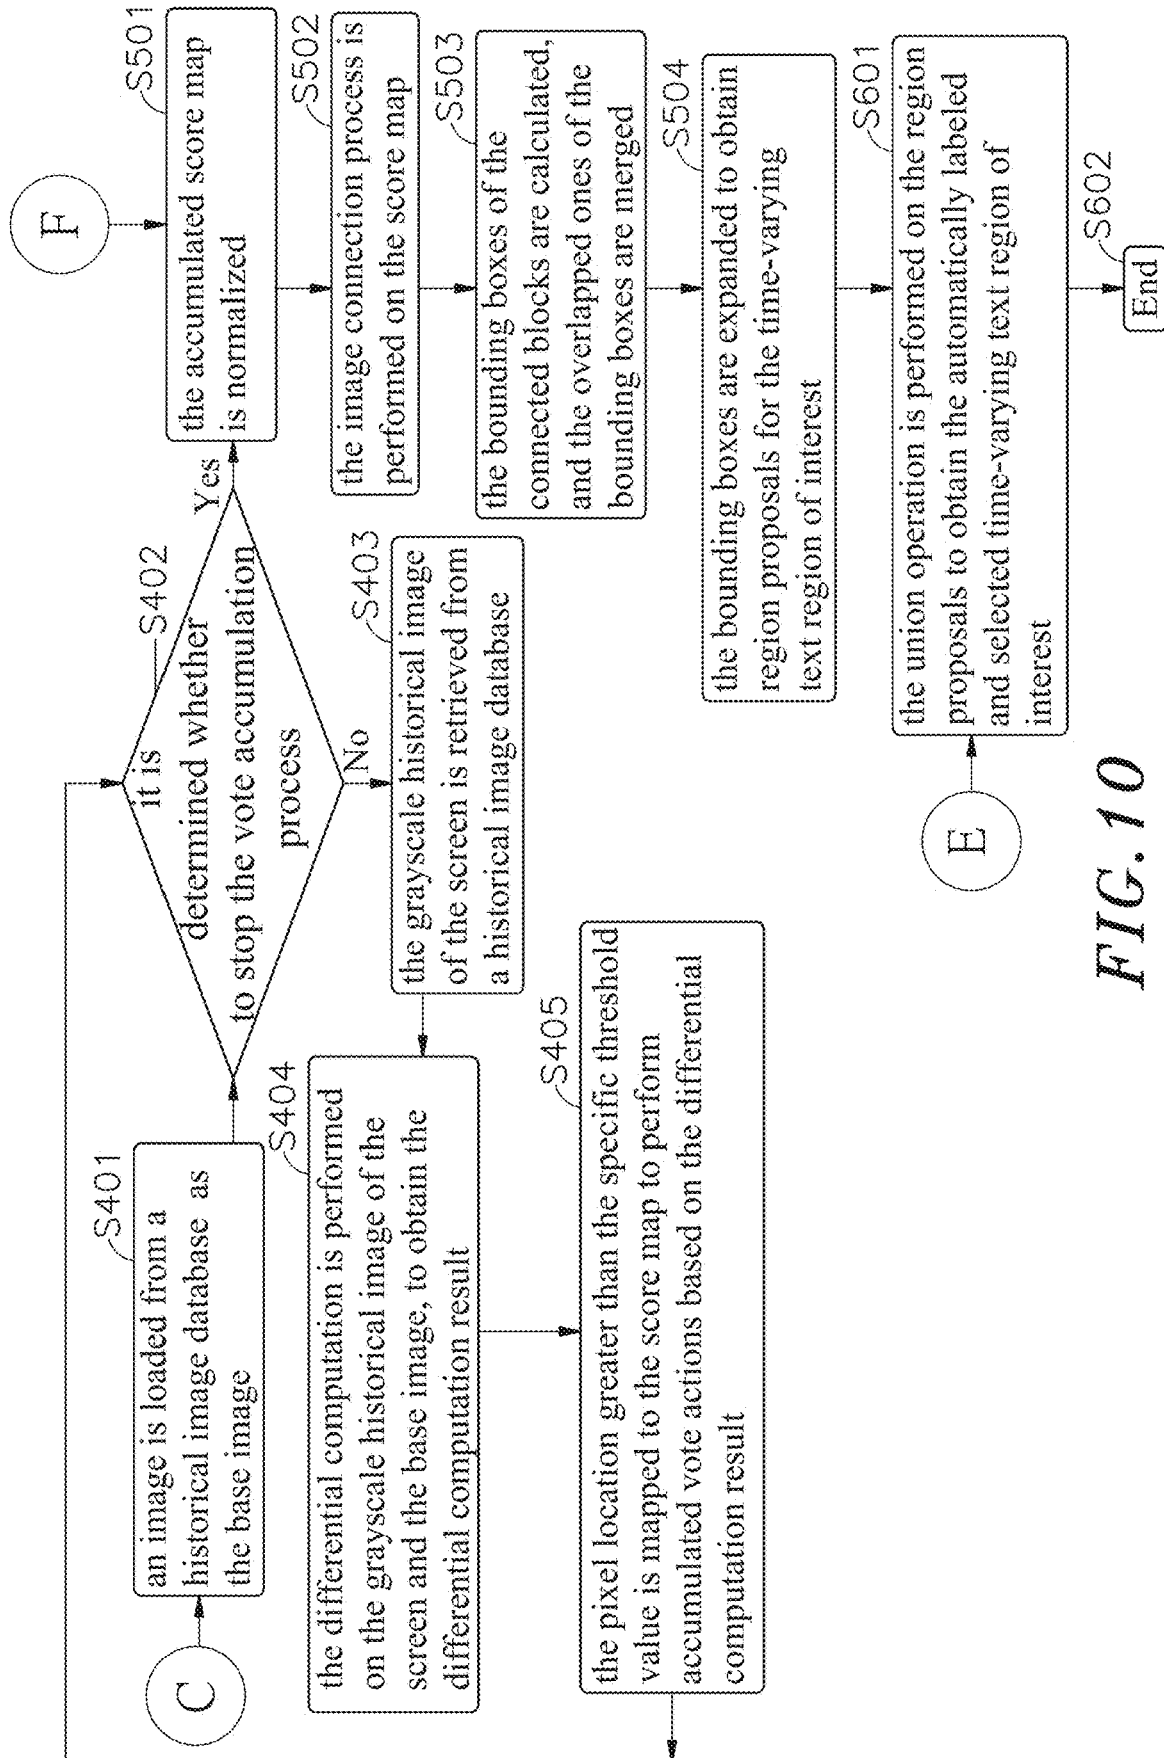 C
S401
an image is loaded from a
historical image database as
the base image
S402
it is
determined whether
to stop the vote accumulation
process
Yes
No
S403
the grayscale historical image
of the screen is retrieved from
a historical image database
S404
the differential computation is performed
on the grayscale historical image of the
screen and the base image, to obtain the
differential computation result
S405
the pixel location greater than the specific threshold
value is mapped to the score map to perform
accumulated vote actions based on the differential
computation result
F
S501
the accumulated score map
is normalized
S502
the image connection process is
performed on the score map
S503
the bounding boxes of the
connected blocks are calculated,
and the overlapped ones of the
bounding boxes are merged
S504
the bounding boxes are expanded to obtain
region proposals for the time-varying
text region of interest
E
S601
the union operation is performed on the region
proposals to obtain the automatically labeled
and selected time-varying text region of
interest
S602
End
FIG. 10